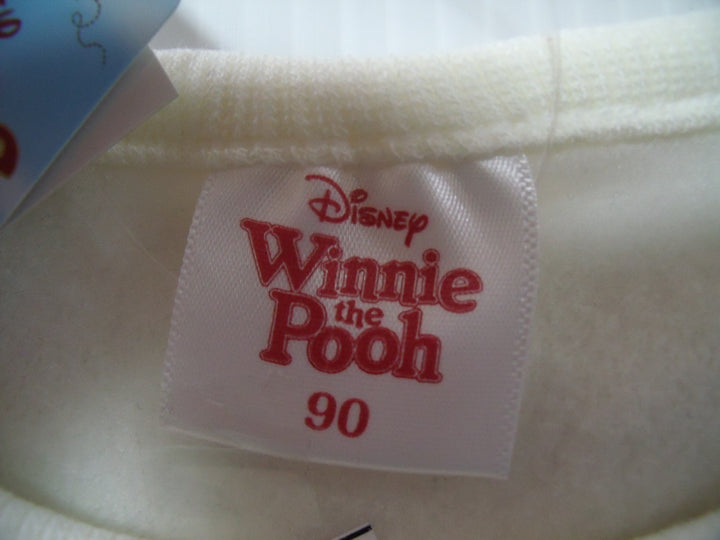 Disney
Winnie
the
Pooh
90